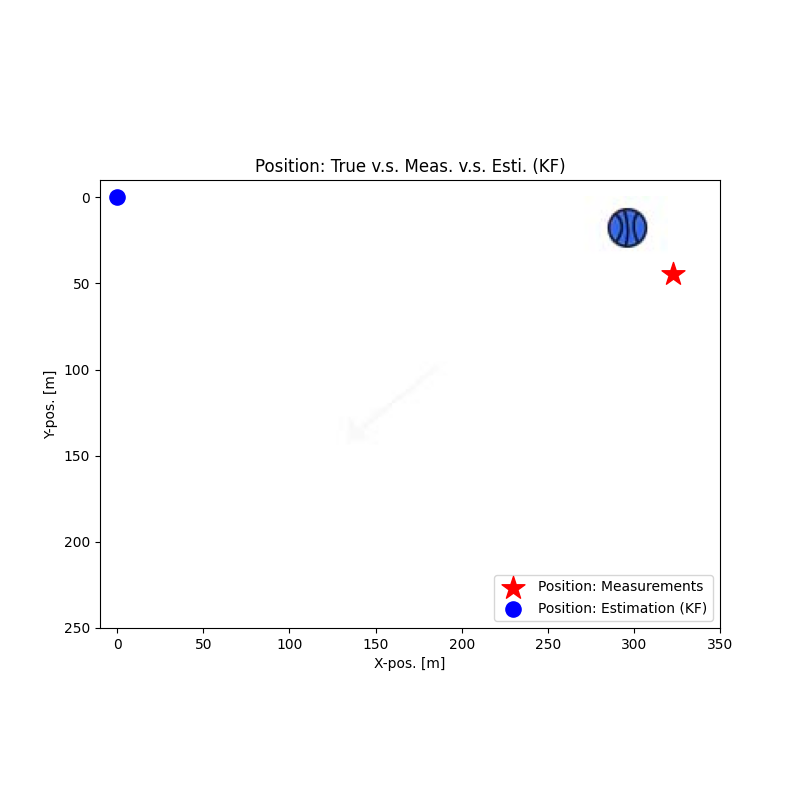 Position: True v.s. Meas. v.s. Esti. (KF)
0
50
100
150
200
250
Y-pos. [m]
Position: Measurements
Position: Estimation (KF)
0 50 100 150 200 250 300 350
X-pos. [m]